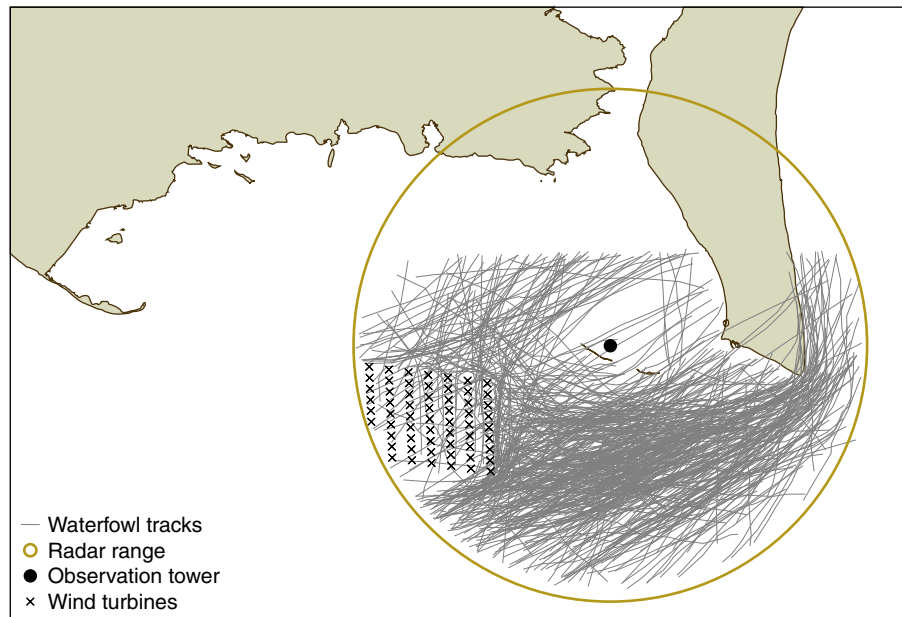 Waterfowl tracks
Radar range
Observation tower
Wind turbines